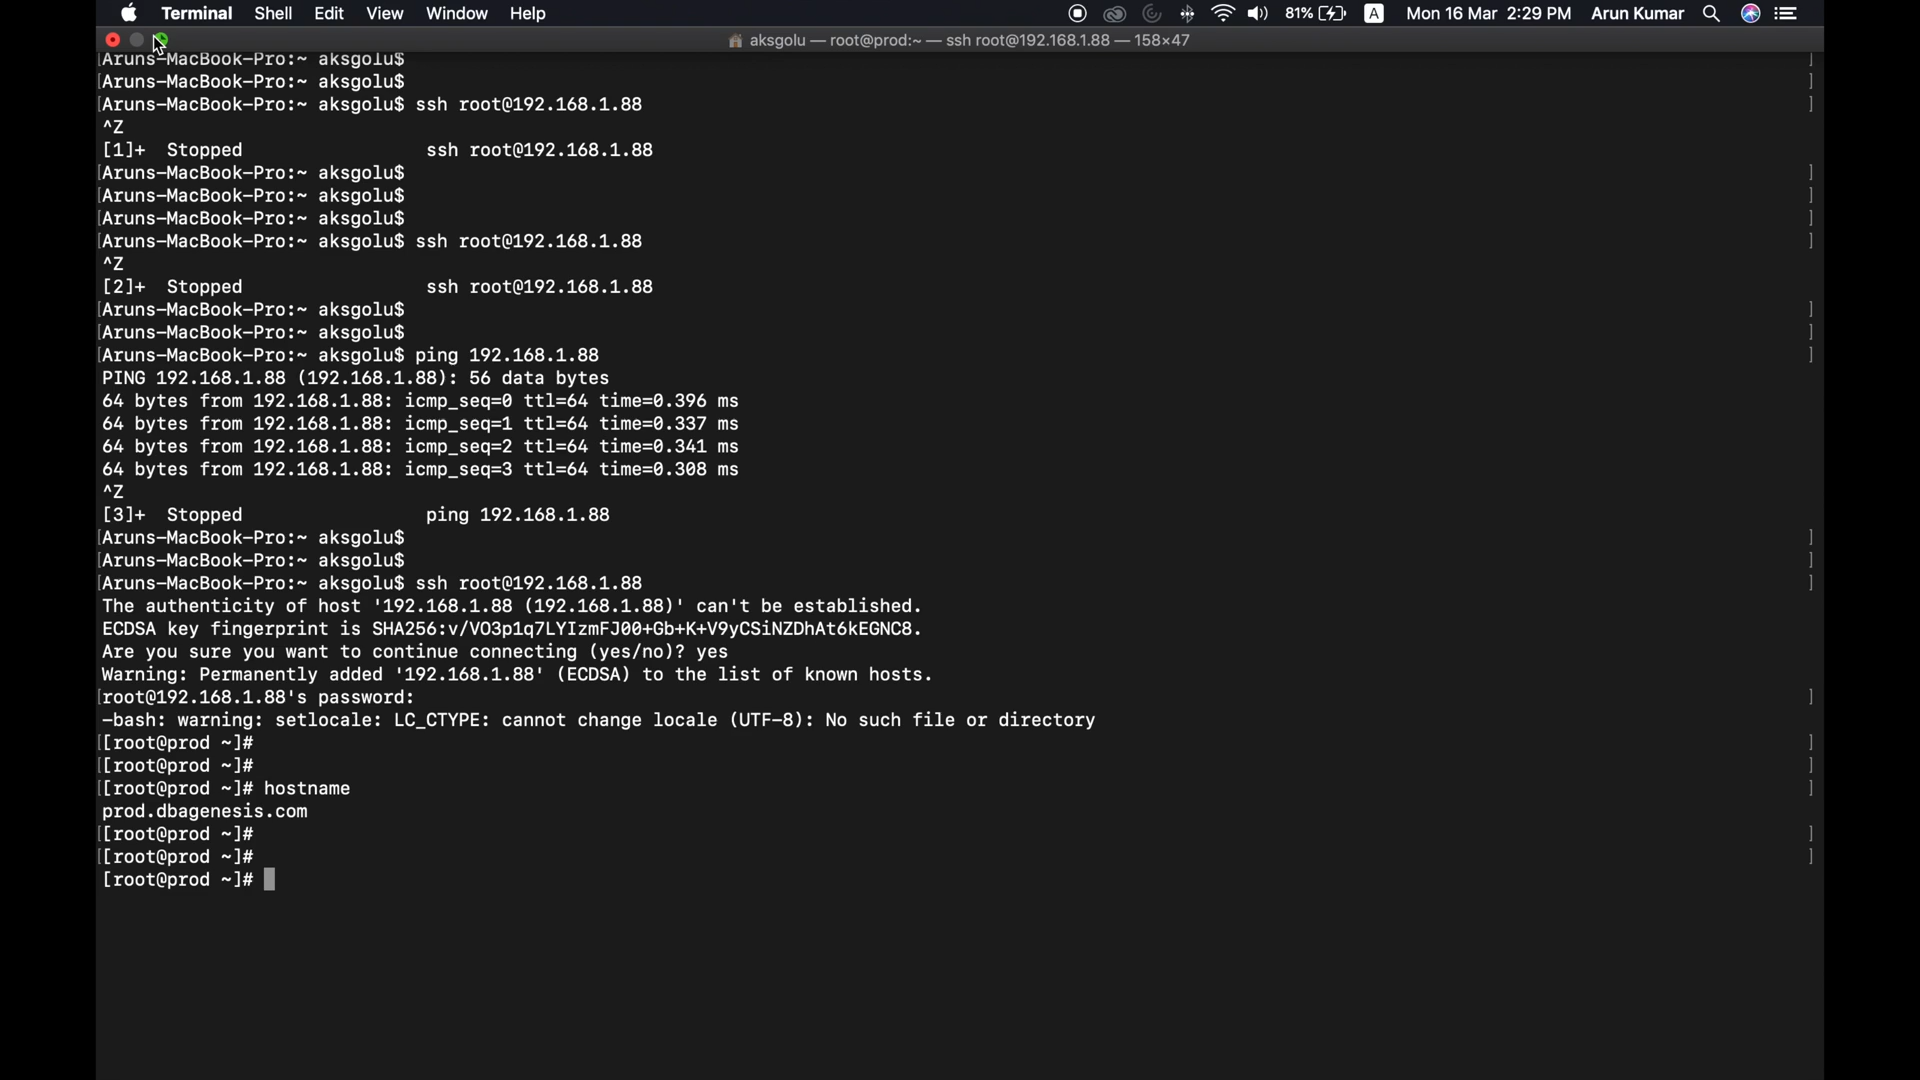 Terminal Shell Edit View Window Help 81% A Mon 16 Mar 2:29 PM Arun Kumar
aksgolu — root@prod:~ — ssh root@192.168.1.88 — 158×47
[Aruns-MacBook-Pro:~ aksgolu$ ]
[Aruns-MacBook-Pro:~ aksgolu$ ]
[Aruns-MacBook-Pro:~ aksgolu$ ssh root@192.168.1.88 ]
^Z
[1]+  Stopped                 ssh root@192.168.1.88
[Aruns-MacBook-Pro:~ aksgolu$ ]
[Aruns-MacBook-Pro:~ aksgolu$ ]
[Aruns-MacBook-Pro:~ aksgolu$ ]
[Aruns-MacBook-Pro:~ aksgolu$ ssh root@192.168.1.88 ]
^Z
[2]+  Stopped                 ssh root@192.168.1.88
[Aruns-MacBook-Pro:~ aksgolu$ ]
[Aruns-MacBook-Pro:~ aksgolu$ ]
[Aruns-MacBook-Pro:~ aksgolu$ ping 192.168.1.88 ]
PING 192.168.1.88 (192.168.1.88): 56 data bytes
64 bytes from 192.168.1.88: icmp_seq=0 ttl=64 time=0.396 ms
64 bytes from 192.168.1.88: icmp_seq=1 ttl=64 time=0.337 ms
64 bytes from 192.168.1.88: icmp_seq=2 ttl=64 time=0.341 ms
64 bytes from 192.168.1.88: icmp_seq=3 ttl=64 time=0.308 ms
^Z
[3]+  Stopped                 ping 192.168.1.88
[Aruns-MacBook-Pro:~ aksgolu$ ]
[Aruns-MacBook-Pro:~ aksgolu$ ]
[Aruns-MacBook-Pro:~ aksgolu$ ssh root@192.168.1.88 ]
The authenticity of host '192.168.1.88 (192.168.1.88)' can't be established.
ECDSA key fingerprint is SHA256:v/VO3p1q7LYIzmFJ00+Gb+K+V9yCSiNZDhAt6kEGNC8.
Are you sure you want to continue connecting (yes/no)? yes
Warning: Permanently added '192.168.1.88' (ECDSA) to the list of known hosts.
[root@192.168.1.88's password: ]
-bash: warning: setlocale: LC_CTYPE: cannot change locale (UTF-8): No such file or directory
[[root@prod ~]# ]
[[root@prod ~]# ]
[[root@prod ~]# hostname ]
prod.dbagenesis.com
[[root@prod ~]# ]
[[root@prod ~]# ]
[root@prod ~]#